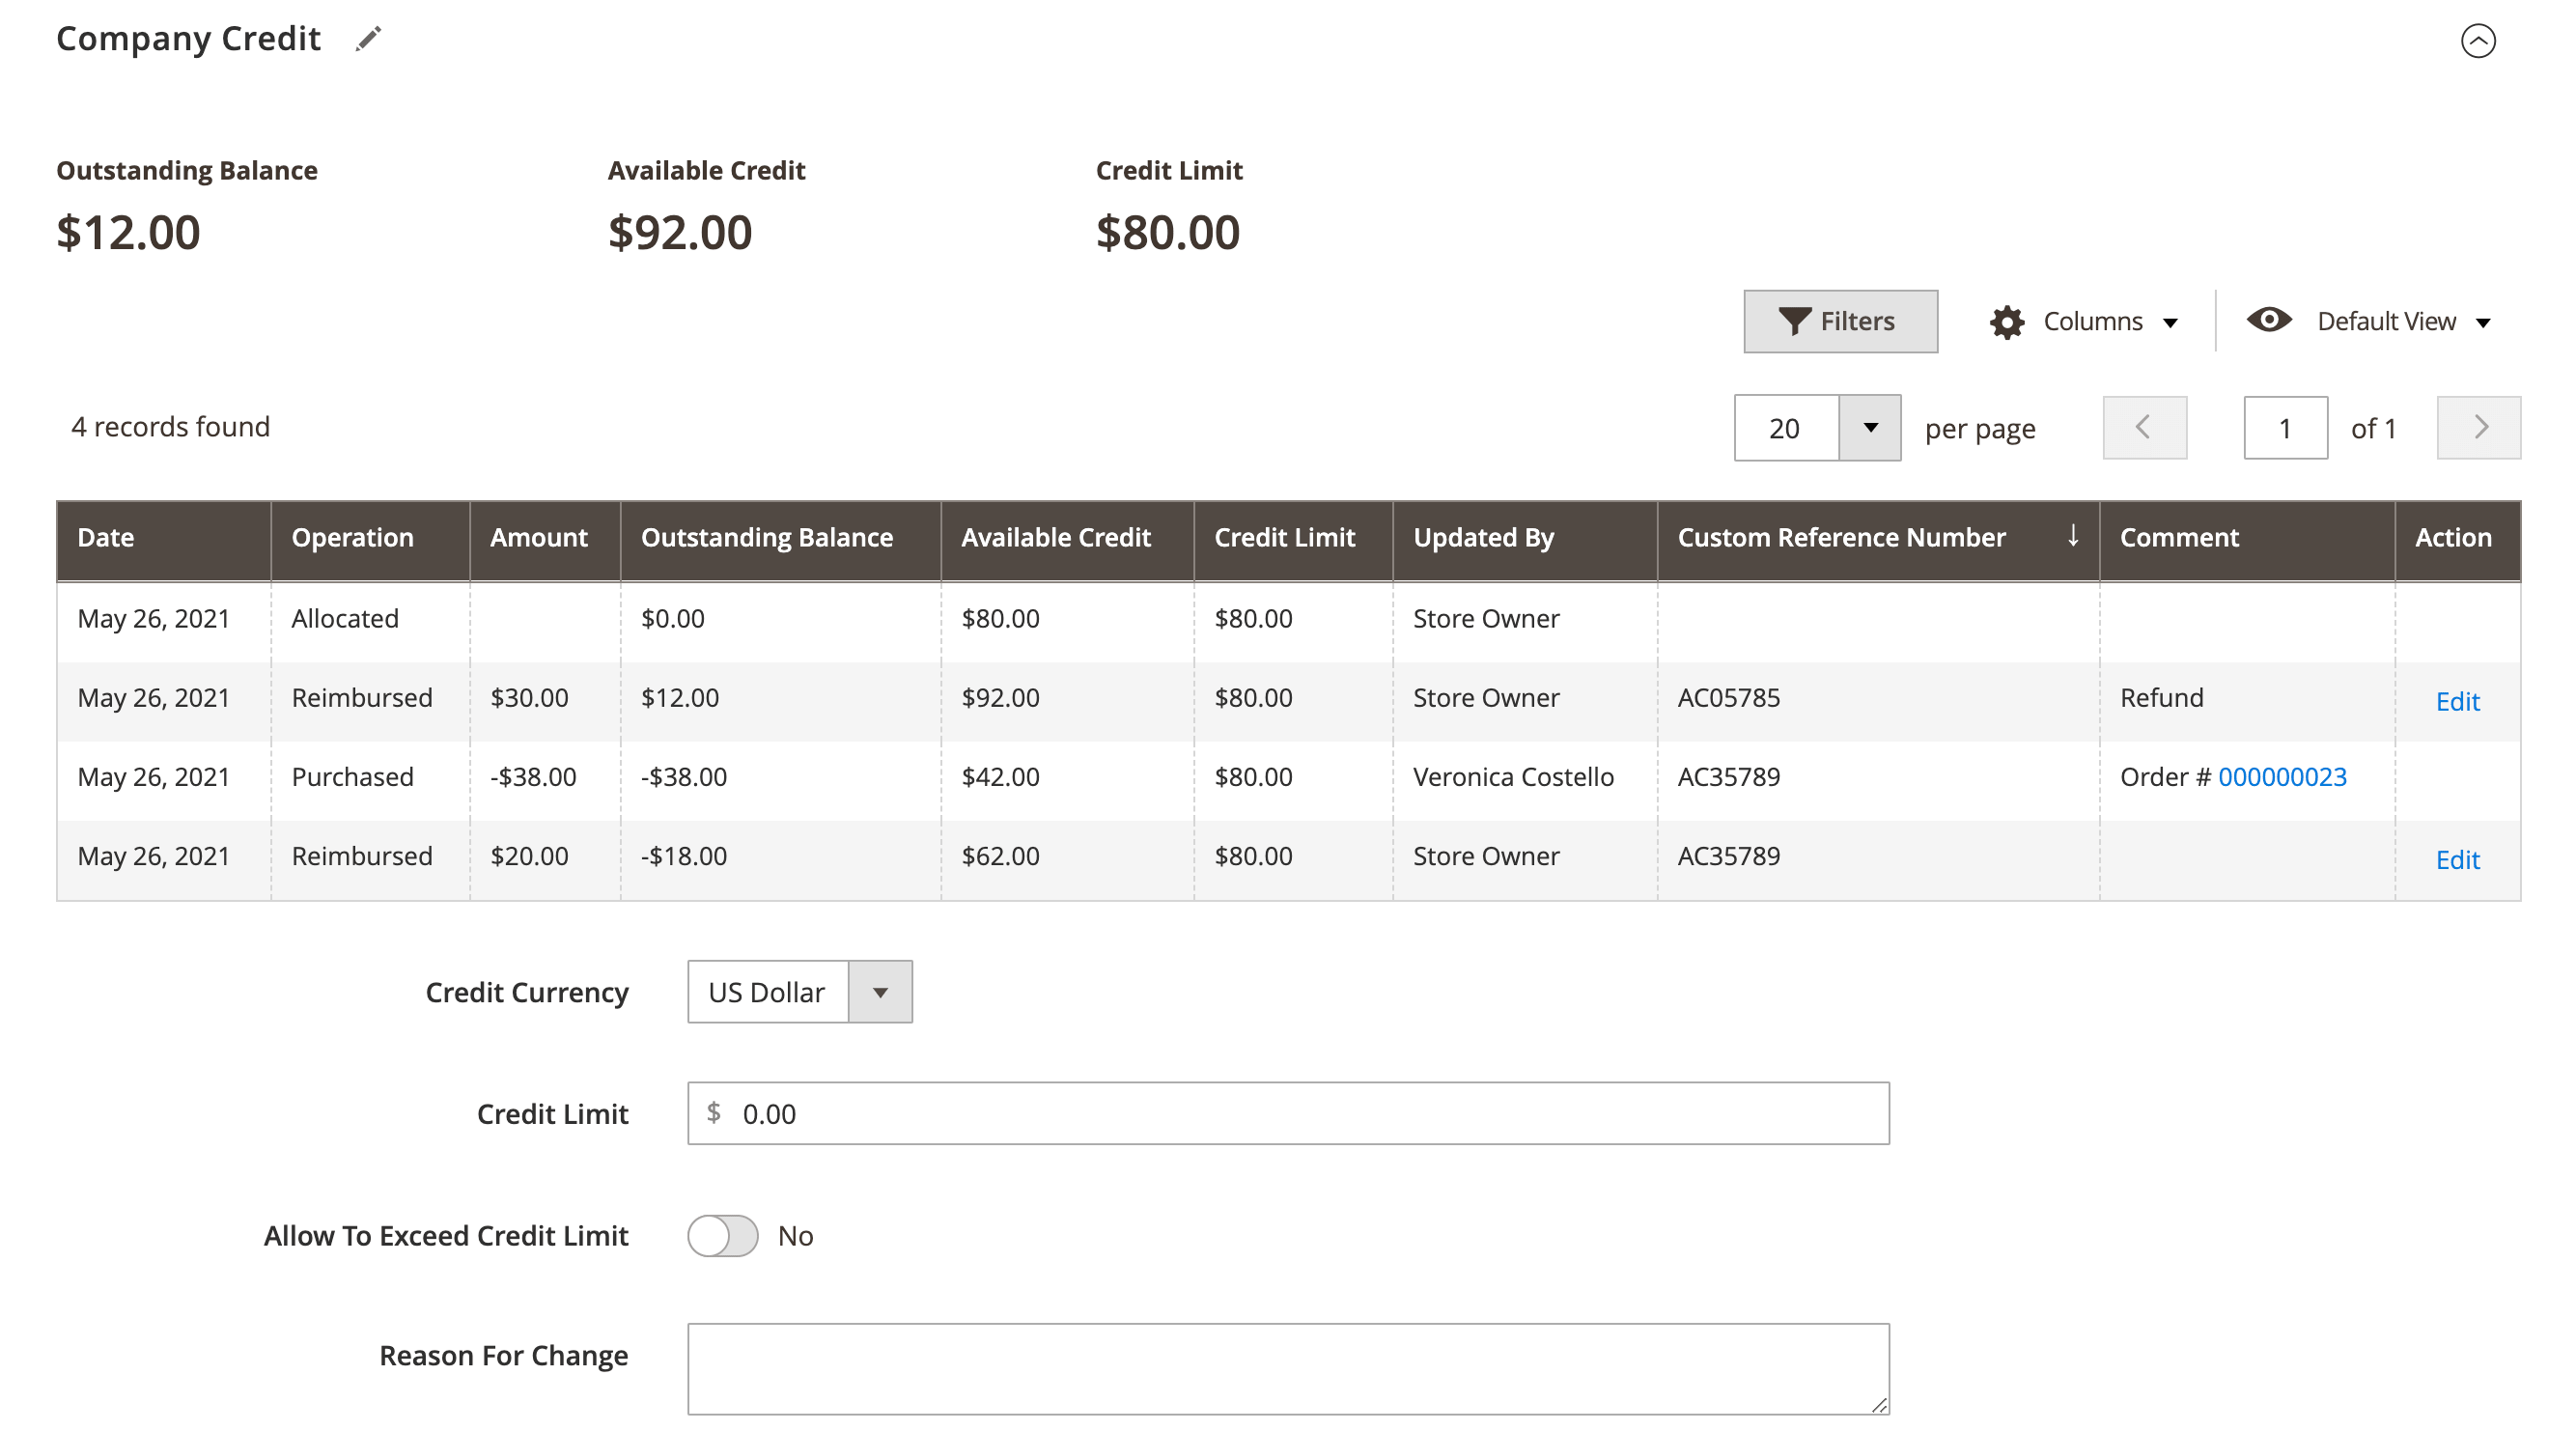 Company Credit
Outstanding Balance Available Credit Credit Limit
$12.00 $92.00 $80.00
Filters Columns Default View
4 records found 20 per page 1 of 1
Date Operation Amount Outstanding Balance Available Credit Credit Limit Updated By Custom Reference Number ↓ Comment Action
May 26, 2021 Allocated $0.00 $80.00 $80.00 Store Owner
May 26, 2021 Reimbursed $30.00 $12.00 $92.00 $80.00 Store Owner AC05785 Refund Edit
May 26, 2021 Purchased -$38.00 -$38.00 $42.00 $80.00 Veronica Costello AC35789 Order # 000000023
May 26, 2021 Reimbursed $20.00 -$18.00 $62.00 $80.00 Store Owner AC35789 Edit
Credit Currency US Dollar
Credit Limit $ 0.00
Allow To Exceed Credit Limit No
Reason For Change